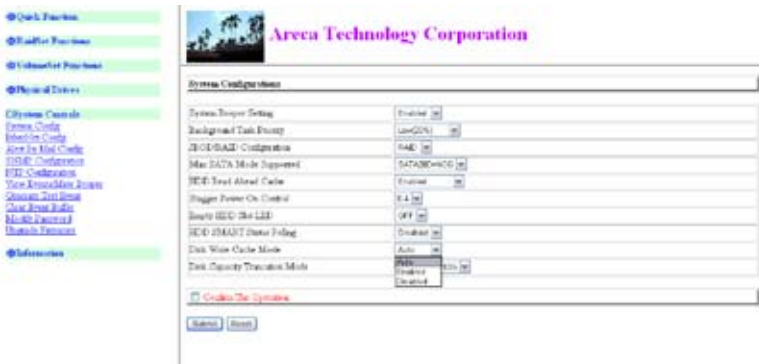 Quick Function
RaidSet Functions
VolumeSet Functions
Physical Drives
System Controls
System Config
Alert By Mail Config
SNMP Configuration
NTP Configuration
View Events/Mute Beeper
Generate Test Event
Clear Event Buffer
Modify Password
Upgrade Firmware
Information
Areca Technology Corporation
System Configurations
System Beeper Setting Enabled
Background Task Priority Low(20%)
JBOD/RAID Configuration RAID
Max SATA Mode Supported SATA300+NCQ
HDD Read Ahead Cache Enabled
Stagger Power On Control 0.4
Empty HDD Slot LED OFF
HDD SMART Status Polling Disabled
Disk Write Cache Mode Auto
Auto
Enabled
Disabled
Disk Capacity Truncation Mode
Confirm The Operation
Submit Reset